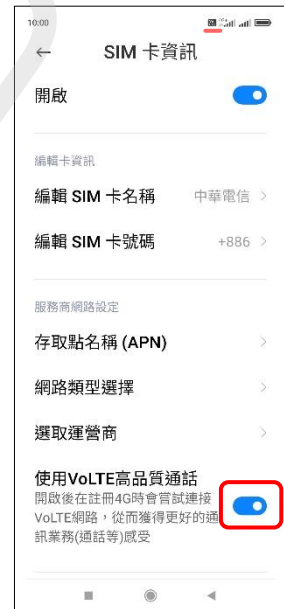 10:00
SIM 卡資訊
開啟
編輯卡資訊
編輯 SIM 卡名稱 中華電信
編輯 SIM 卡號碼 +886
服務商網路設定
存取點名稱 (APN)
網路類型選擇
選取運營商
使用VoLTE高品質通話
開啟後在註冊4G時會嘗試連接
VoLTE網路，從而獲得更好的通
訊業務(通話等)感受